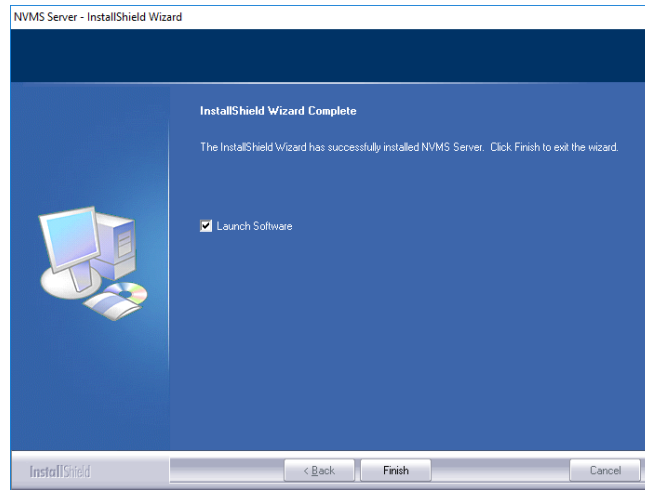 NVMS Server - InstallShield Wizard
InstallShield Wizard Complete
The InstallShield Wizard has successfully installed NVMS Server. Click Finish to exit the wizard.
Launch Software
InstallShield
< Back
Finish
Cancel